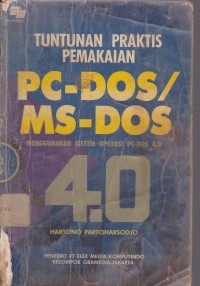 TUNTUNAN PRAKTIS
PEMAKAIAN
PC-DOS/
MS-DOS
MENGGUNAKAN SISTEM OPERASI PC-DOS 4.0
4.0
HARTONO PARTOHARSODJO
PENERBIT PT ELEX MEDIA KOMPUTINDO
KELOMPOK GRAMEDIA-JAKARTA